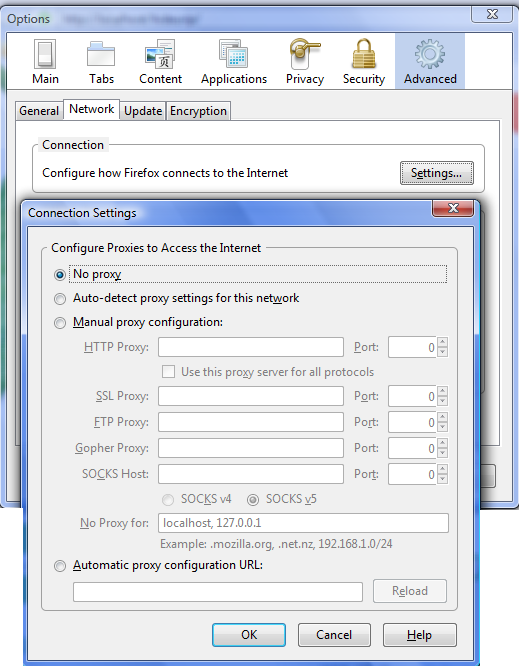 Options
Main Tabs Content Applications Privacy Security Advanced
General Network Update Encryption
Connection
Configure how Firefox connects to the Internet Settings...
Connection Settings
Configure Proxies to Access the Internet
No proxy
Auto-detect proxy settings for this network
Manual proxy configuration:
HTTP Proxy: Port: 0
Use this proxy server for all protocols
SSL Proxy: Port: 0
FTP Proxy: Port: 0
Gopher Proxy: Port: 0
SOCKS Host: Port: 0
SOCKS v4 SOCKS v5
No Proxy for: localhost, 127.0.0.1
Example: .mozilla.org, .net.nz, 192.168.1.0/24
Automatic proxy configuration URL:
Reload
OK Cancel Help